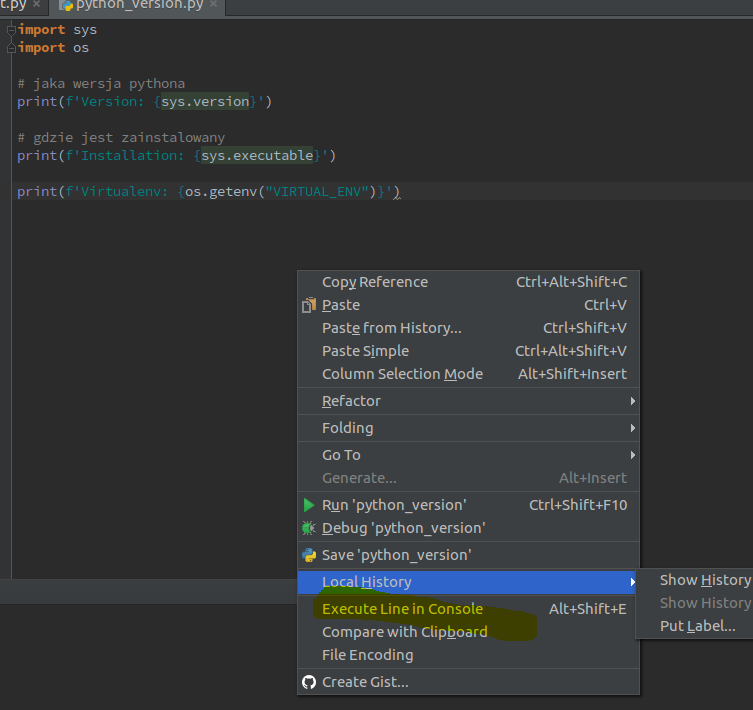 t.py × python_version.py ×
import sys
import os
# jaka wersja pythona
print(f'Version: {sys.version}')
# gdzie jest zainstalowany
print(f'Installation: {sys.executable}')
print(f'Virtualenv: {os.getenv("VIRTUAL_ENV")}')
Copy Reference Ctrl+Alt+Shift+C
Paste Ctrl+V
Paste from History... Ctrl+Shift+V
Paste Simple Ctrl+Alt+Shift+V
Column Selection Mode Alt+Shift+Insert
Refactor
Folding
Go To
Generate... Alt+Insert
Run 'python_version' Ctrl+Shift+F10
Debug 'python_version'
Save 'python_version'
Local History
Show History
Show History
Put Label...
Execute Line in Console Alt+Shift+E
Compare with Clipboard
File Encoding
Create Gist...